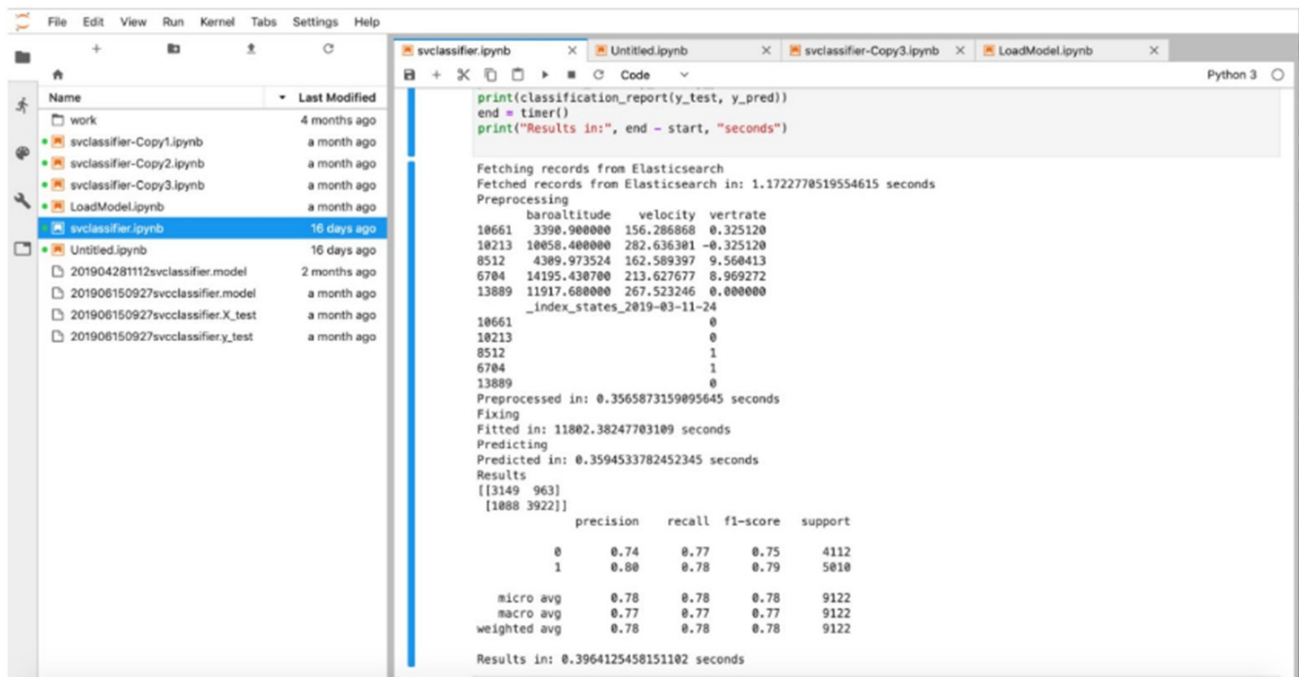 File Edit View Run Kernel Tabs Settings Help
Name Last Modified
work 4 months ago
svclassifier-Copy1.ipynb a month ago
svclassifier-Copy2.ipynb a month ago
svclassifier-Copy3.ipynb a month ago
LoadModel.ipynb a month ago
svclassifier.ipynb 16 days ago
Untitled.ipynb 16 days ago
201904281112svclassifier.model 2 months ago
201906150927svcclassifier.model a month ago
201906150927svcclassifier.X_test a month ago
201906150927svcclassifier.y_test a month ago
svclassifier.ipynb Untitled.ipynb svclassifier-Copy3.ipynb LoadModel.ipynb
Code Python 3
print(classification_report(y_test, y_pred))
end = timer()
print("Results in:", end - start, "seconds")
Fetching records from Elasticsearch
Fetched records from Elasticsearch in: 1.1722770519554615 seconds
Preprocessing
baroaltitude velocity vertrate
10661 3390.900000 156.286868 0.325120
10213 10058.400000 282.636301 -0.325120
8512 4309.973524 162.589397 9.560413
6704 14195.430700 213.627677 8.969272
13889 11917.680000 267.523246 0.000000
_index_states_2019-03-11-24
10661 0
10213 0
8512 1
6704 1
13889 0
Preprocessed in: 0.3565873159095645 seconds
Fixing
Fitted in: 11802.38247703109 seconds
Predicting
Predicted in: 0.3594533782452345 seconds
Results
[[3149 963]
[1088 3922]]
precision recall f1-score support
0 0.74 0.77 0.75 4112
1 0.80 0.78 0.79 5010
micro avg 0.78 0.78 0.78 9122
macro avg 0.77 0.77 0.77 9122
weighted avg 0.78 0.78 0.78 9122
Results in: 0.3964125458151102 seconds